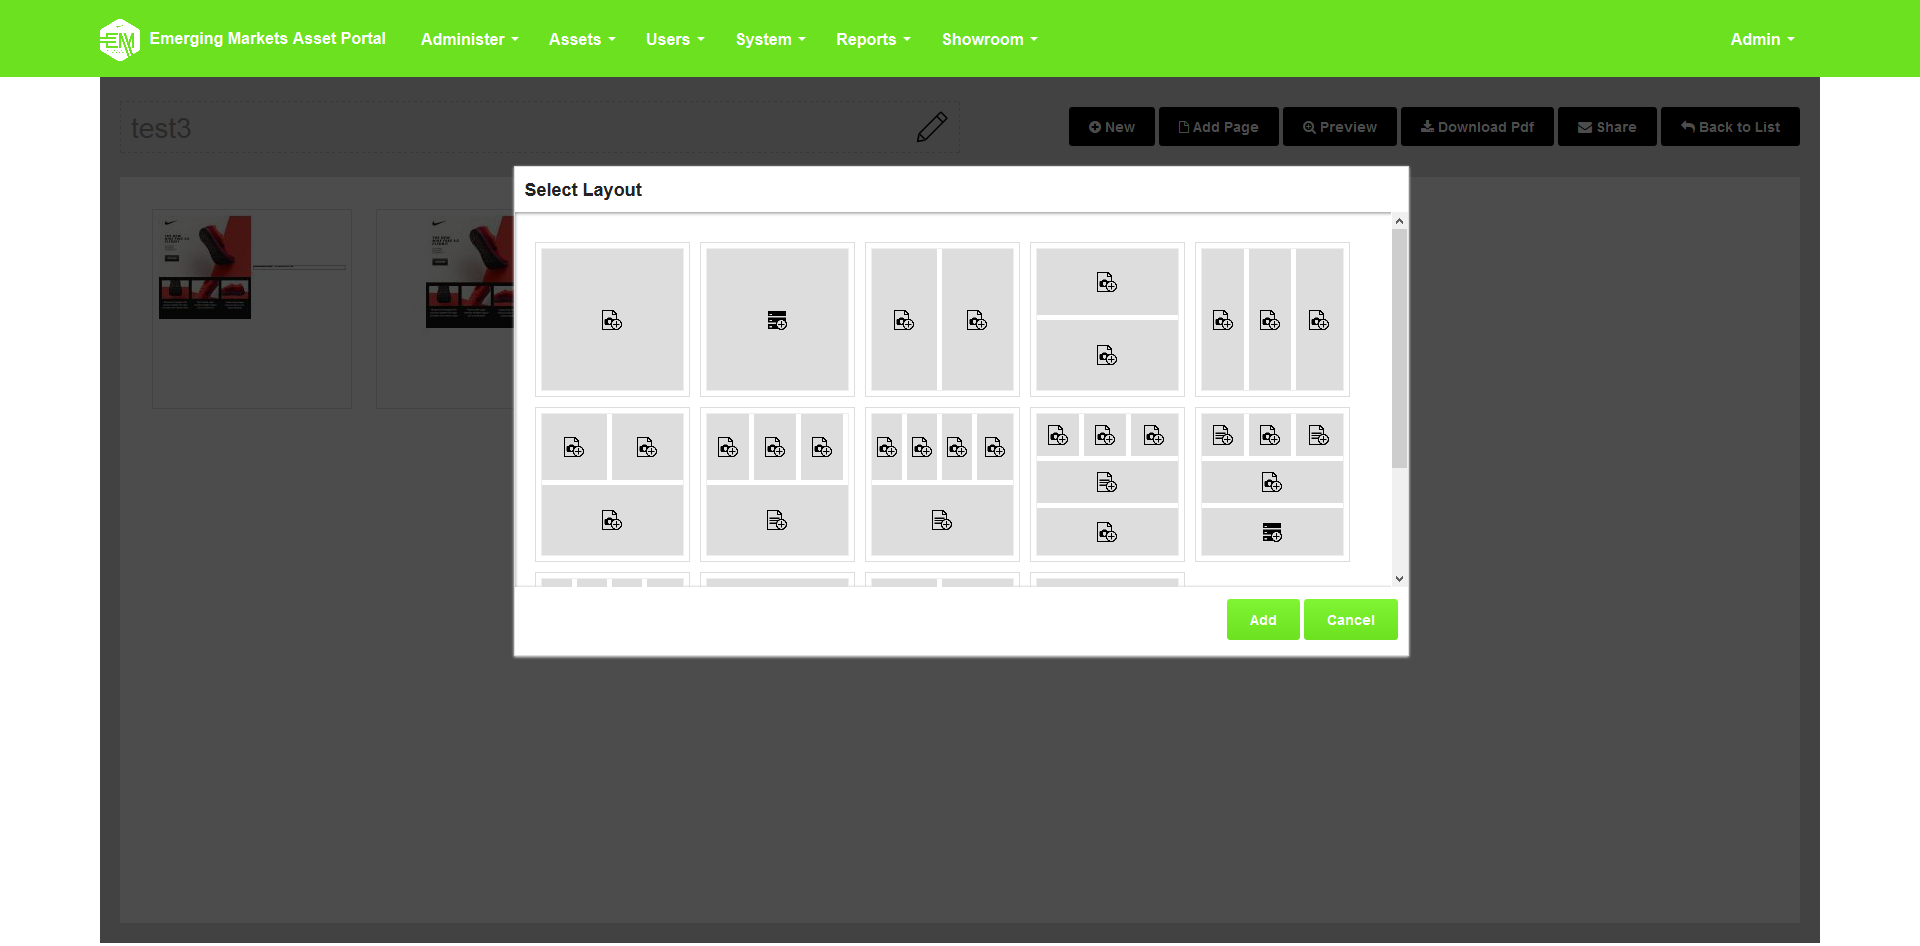 EM Emerging Markets Asset Portal Administer Assets Users System Reports Showroom Admin
test3
New Add Page Preview Download Pdf Share Back to List
Select Layout
Add Cancel